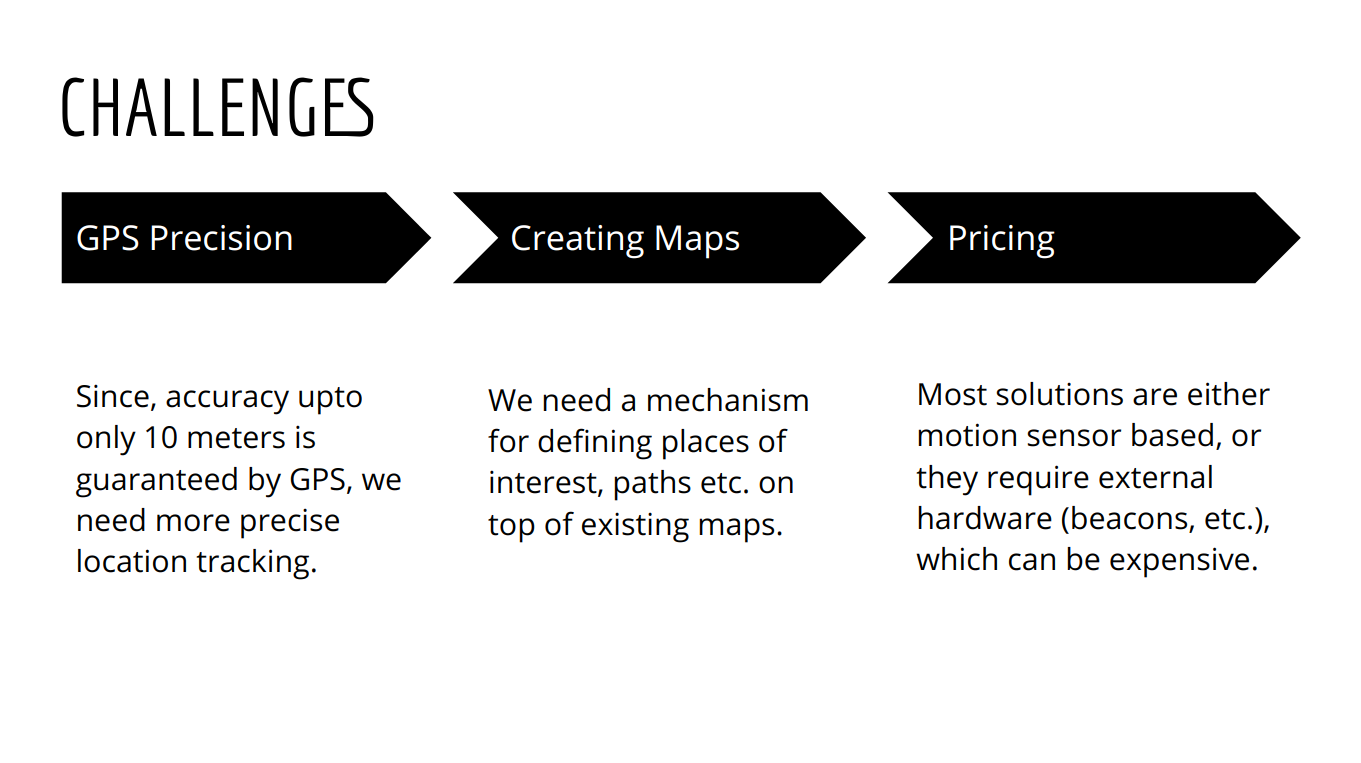 CHALLENGES
GPS Precision
Creating Maps
Pricing
Since, accuracy upto
only 10 meters is
guaranteed by GPS, we
need more precise
location tracking.
We need a mechanism
for defining places of
interest, paths etc. on
top of existing maps.
Most solutions are either
motion sensor based, or
they require external
hardware (beacons, etc.),
which can be expensive.